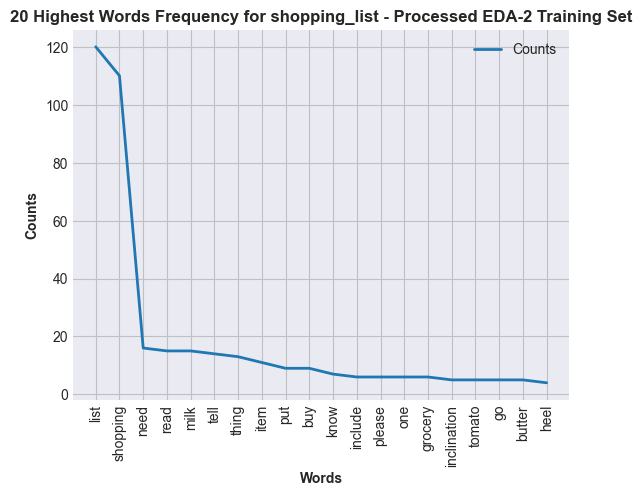 20 Highest Words Frequency for shopping_list - Processed EDA-2 Training Set
Counts
120
100
80
60
40
20
0
Counts
list
shopping
need
read
milk
tell
thing
item
put
buy
know
include
please
one
grocery
inclination
tomato
go
butter
heel
Words